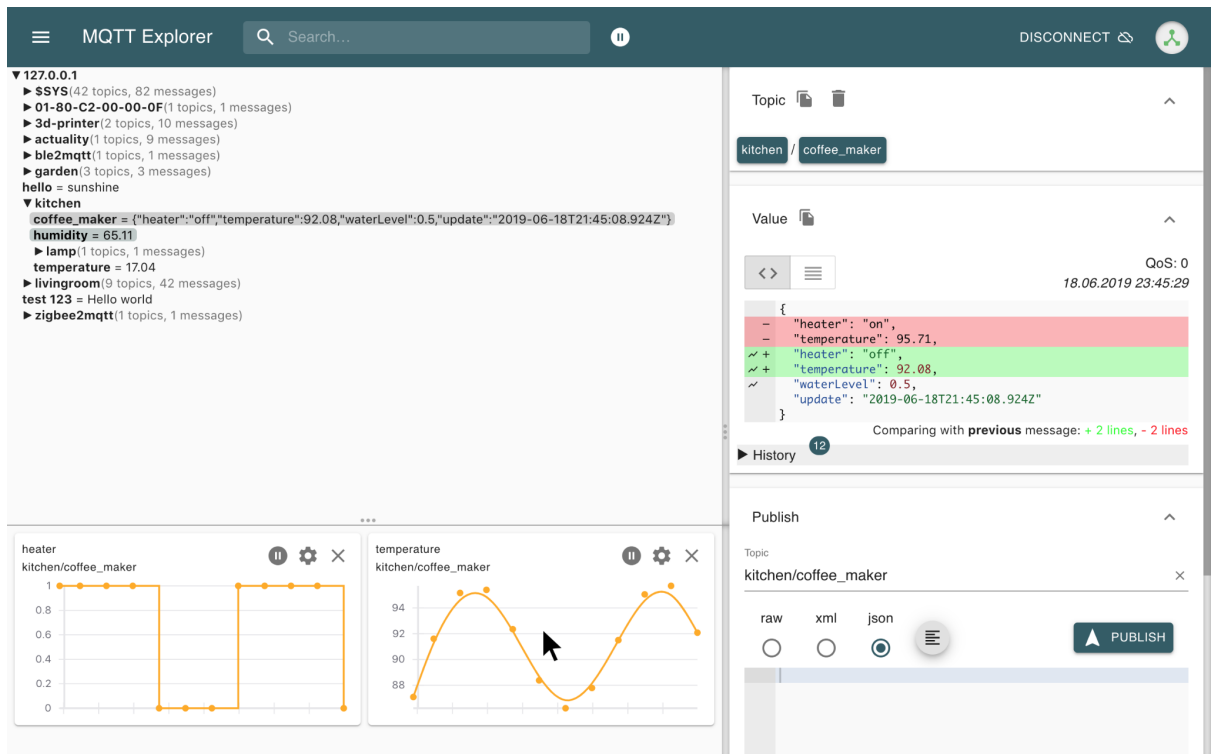 MQTT Explorer
Search...
DISCONNECT
▼127.0.0.1
▶$SYS(42 topics, 82 messages)
▶01-80-C2-00-00-0F(1 topics, 1 messages)
▶3d-printer(2 topics, 10 messages)
▶actuality(1 topics, 9 messages)
▶ble2mqtt(1 topics, 1 messages)
▶garden(3 topics, 3 messages)
hello = sunshine
▼kitchen
coffee_maker = {"heater":"off","temperature":92.08,"waterLevel":0.5,"update":"2019-06-18T21:45:08.924Z"}
humidity = 65.11
▶lamp(1 topics, 1 messages)
temperature = 17.04
▶livingroom(9 topics, 42 messages)
test 123 = Hello world
▶zigbee2mqtt(1 topics, 1 messages)
heater
kitchen/coffee_maker
1
0.8
0.6
0.4
0.2
0
temperature
kitchen/coffee_maker
94
92
90
88
Topic
kitchen / coffee_maker
Value
QoS: 0
18.06.2019 23:45:29
{
- "heater": "on",
- "temperature": 95.71,
+ "heater": "off",
+ "temperature": 92.08,
"waterLevel": 0.5,
"update": "2019-06-18T21:45:08.924Z"
}
Comparing with previous message: + 2 lines, - 2 lines
▶ History 12
Publish
Topic
kitchen/coffee_maker
raw xml json
PUBLISH